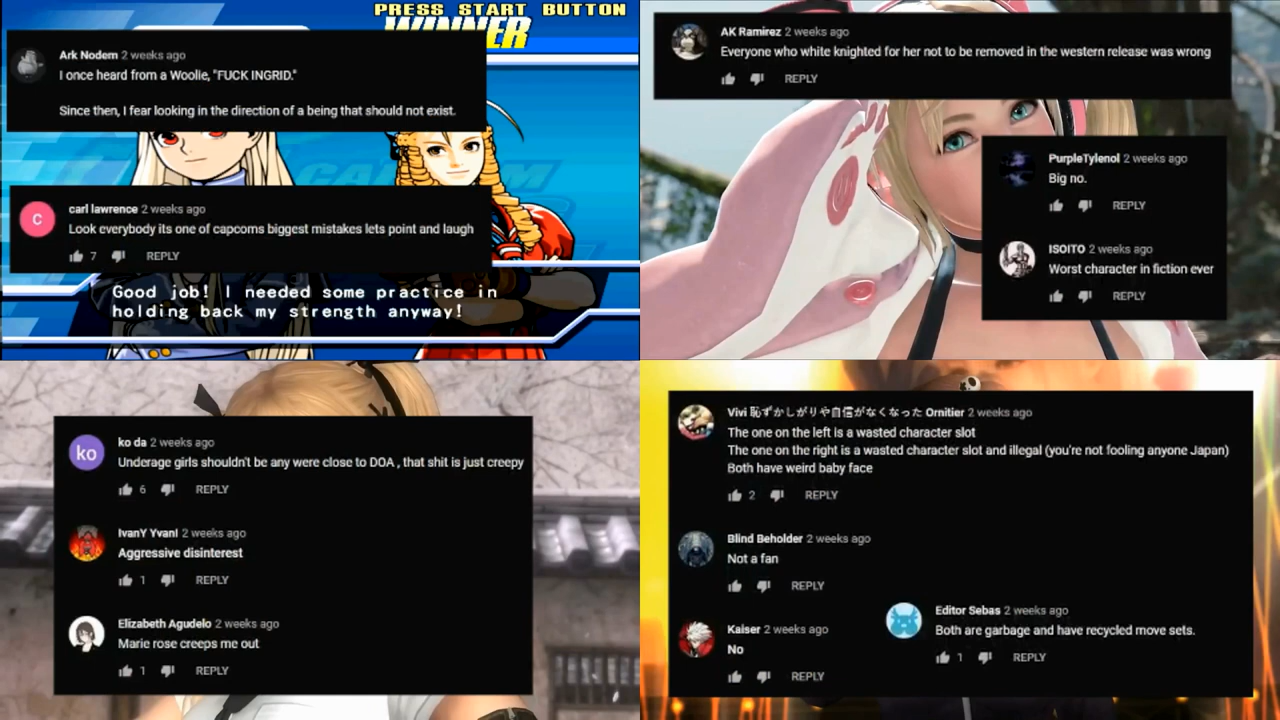 PRESS START BUTTON
WINNER
Ark Nodem 2 weeks ago
I once heard from a Woolie, "FUCK INGRID."
Since then, I fear looking in the direction of a being that should not exist.
C
carl lawrence 2 weeks ago
Look everybody its one of capcoms biggest mistakes lets point and laugh
7 REPLY
Good job! I needed some practice in
holding back my strength anyway!
AK Ramirez 2 weeks ago
Everyone who white knighted for her not to be removed in the western release was wrong
REPLY
PurpleTylenol 2 weeks ago
Big no.
REPLY
ISOITO 2 weeks ago
Worst character in fiction ever
REPLY
ko
ko da 2 weeks ago
Underage girls shouldn't be any were close to DOA , that shit is just creepy
6 REPLY
IvanY YvanI 2 weeks ago
Aggressive disinterest
1 REPLY
Elizabeth Agudelo 2 weeks ago
Marie rose creeps me out
1 REPLY
Vivi 恥ずかしがりや自信がなくなった Ornitier 2 weeks ago
The one on the left is a wasted character slot
The one on the right is a wasted character slot and illegal (you're not fooling anyone Japan)
Both have weird baby face
2 REPLY
Blind Beholder 2 weeks ago
Not a fan
REPLY
Kaiser 2 weeks ago
No
REPLY
Editor Sebas 2 weeks ago
Both are garbage and have recycled move sets.
1 REPLY